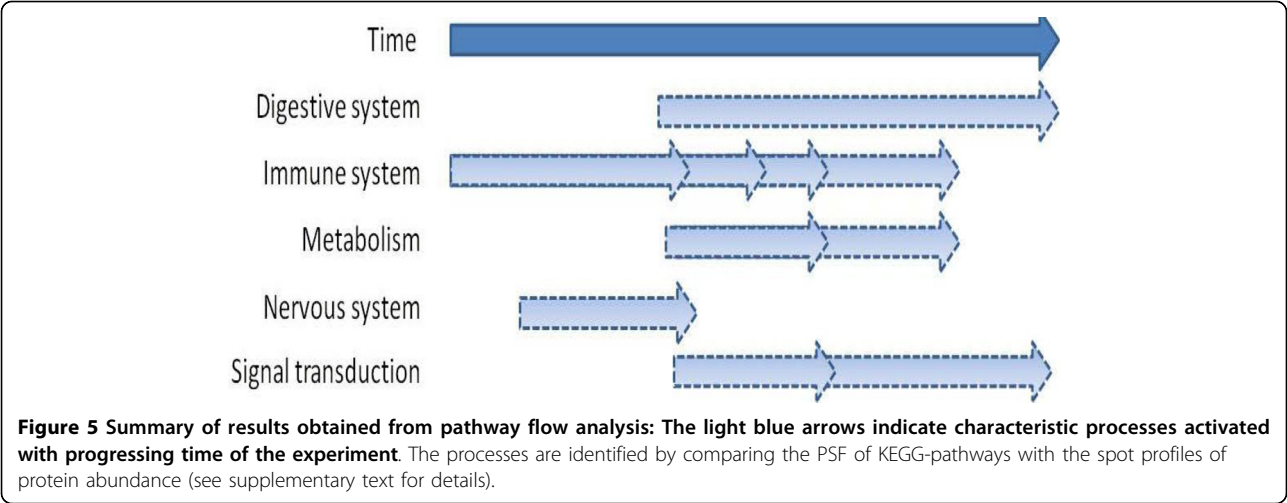 Time
Digestive system
Immune system
Metabolism
Nervous system
Signal transduction
Figure 5 Summary of results obtained from pathway flow analysis: The light blue arrows indicate characteristic processes activated
with progressing time of the experiment. The processes are identified by comparing the PSF of KEGG-pathways with the spot profiles of
protein abundance (see supplementary text for details).